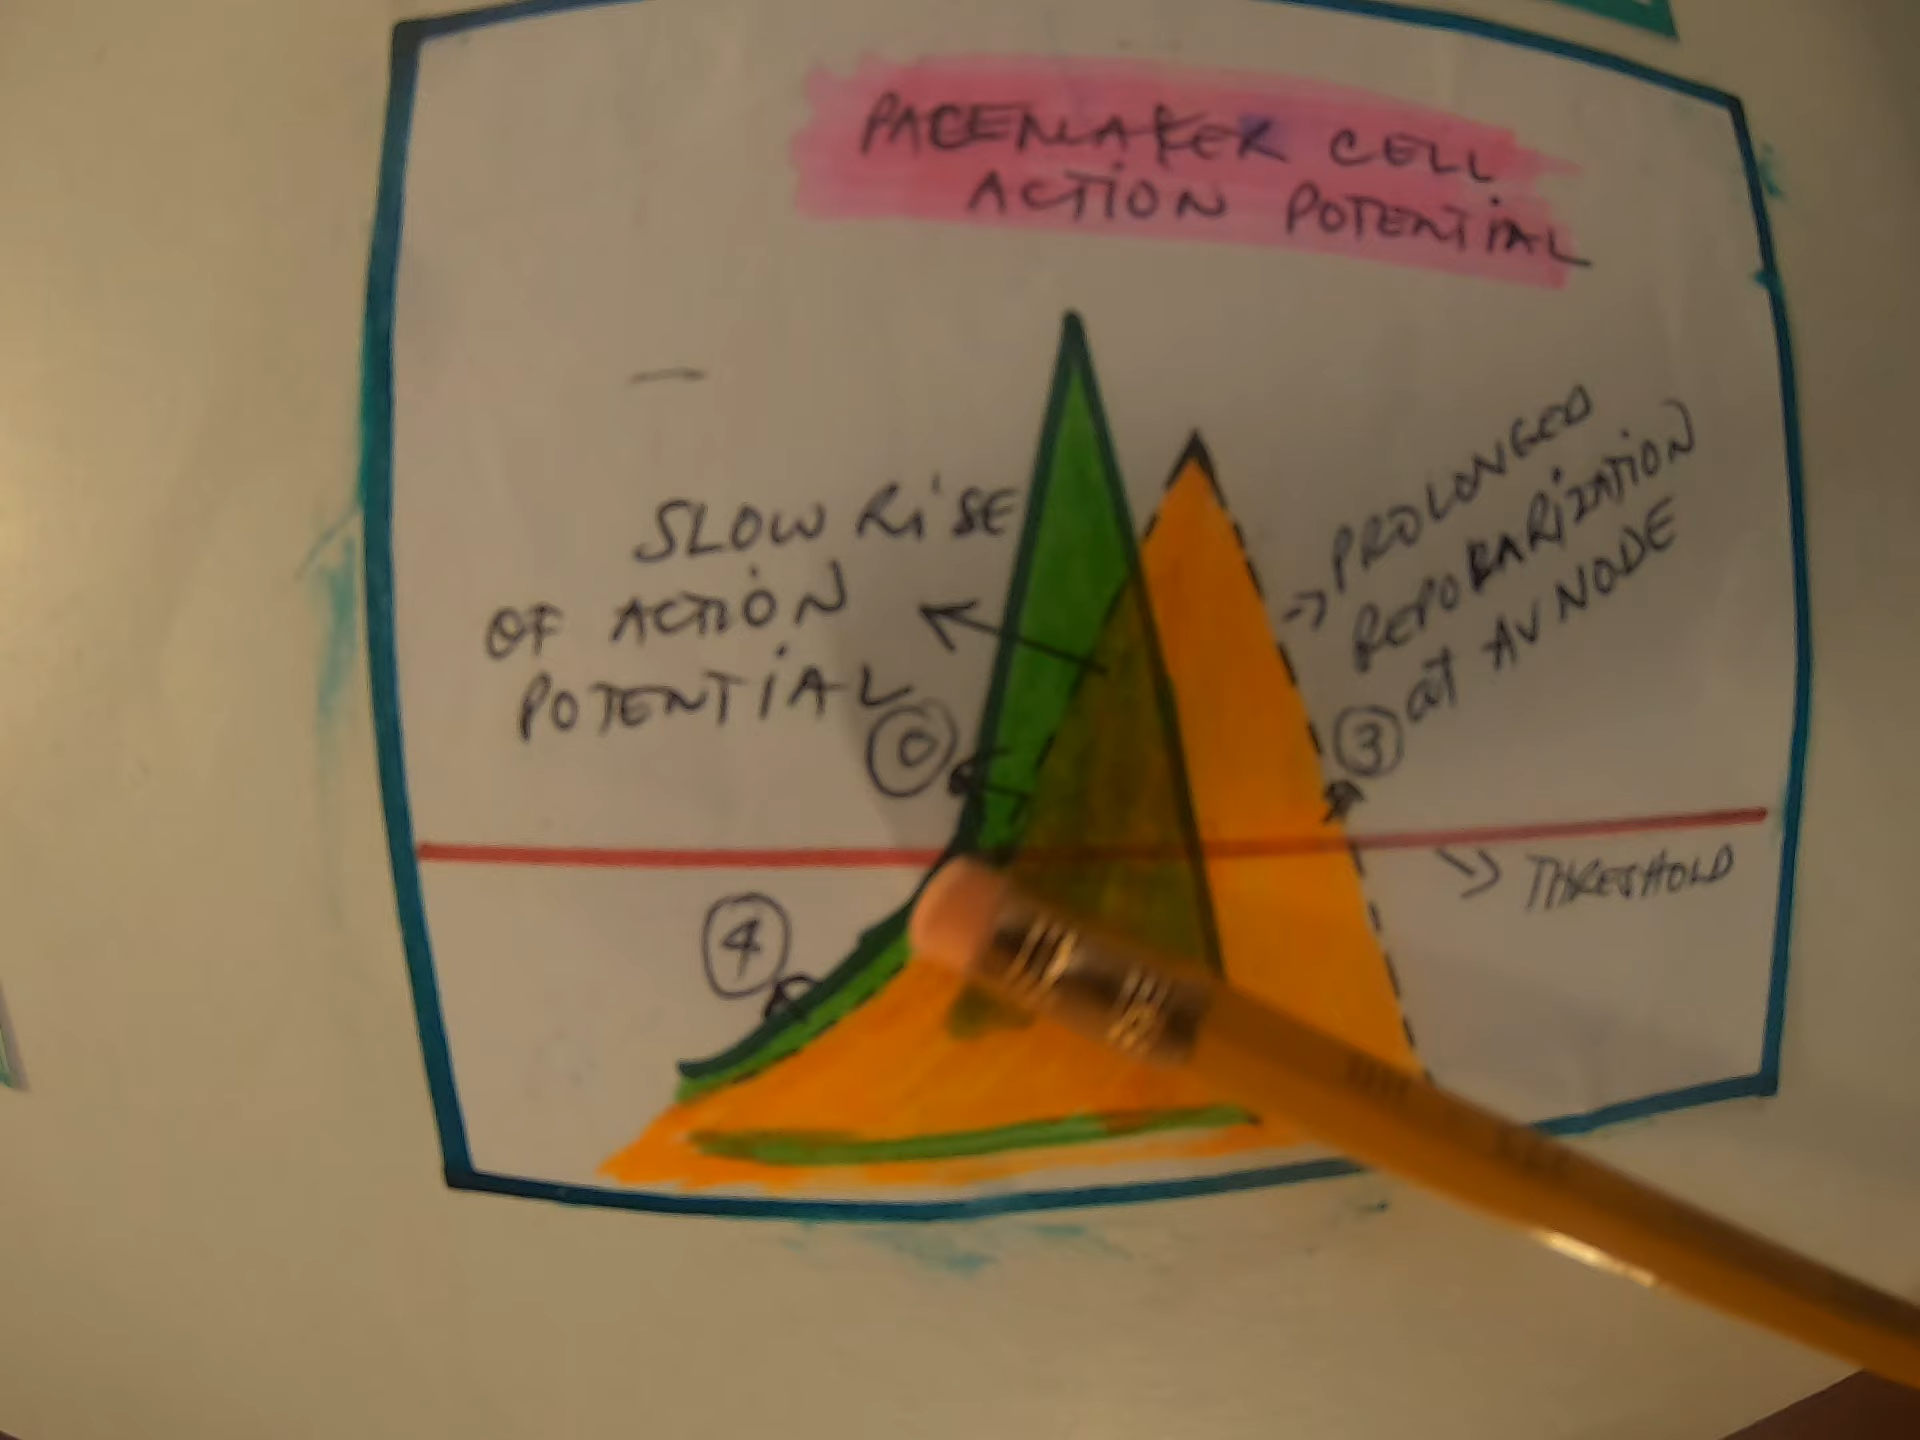 PACEMAKER CELL
ACTION POTENTIAL
SLOW RISE
OF ACTION
POTENTIAL
0
PROLONGED
REPOLARIZATION
at AV NODE
3
THRESHOLD
4